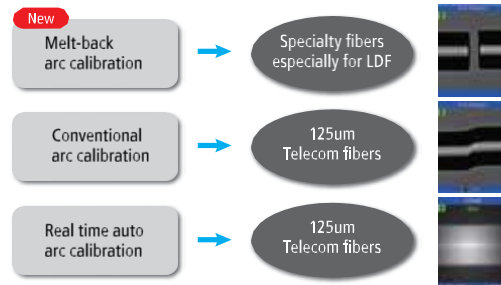 New
Melt-back
arc calibration
Specialty fibers
especially for LDF
Conventional
arc calibration
125um
Telecom fibers
Real time auto
arc calibration
125um
Telecom fibers